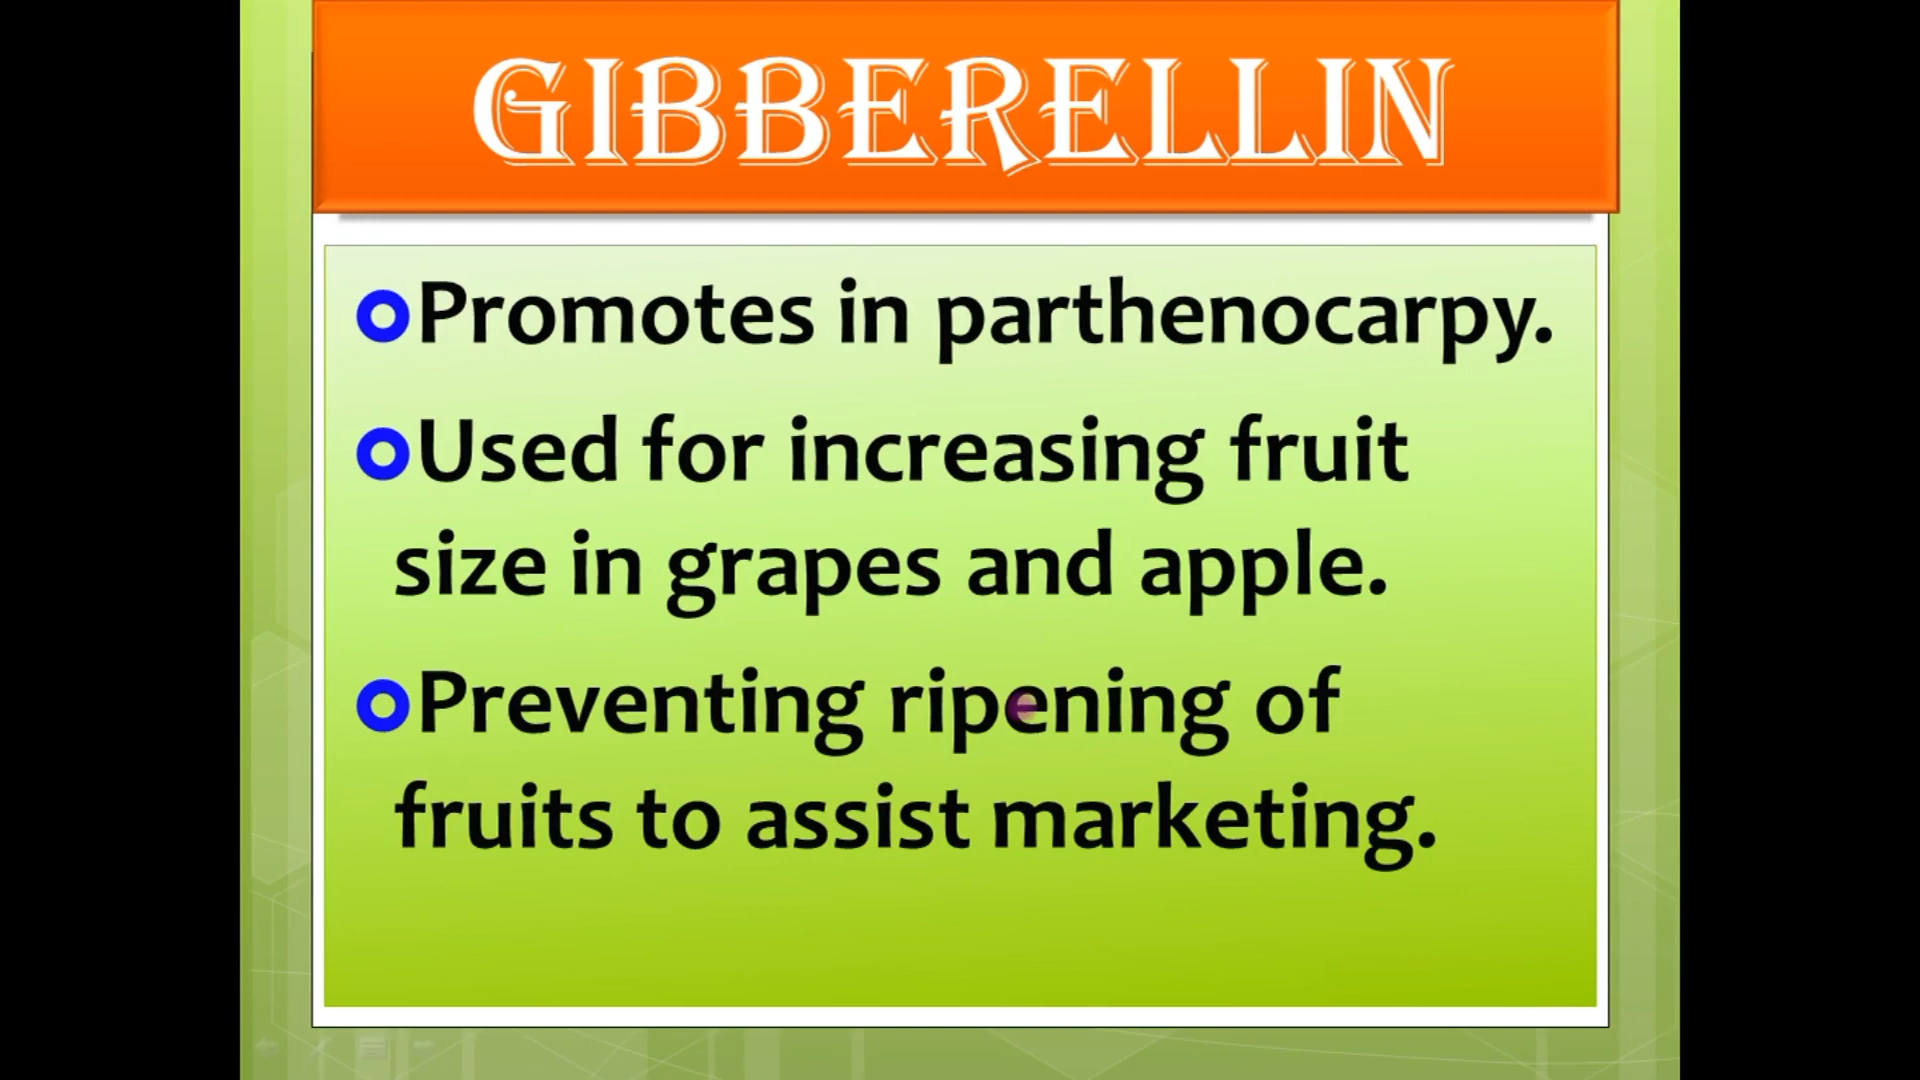 GIBBERELLIN
Promotes in parthenocarpy.
Used for increasing fruit
size in grapes and apple.
Preventing ripening of
fruits to assist marketing.